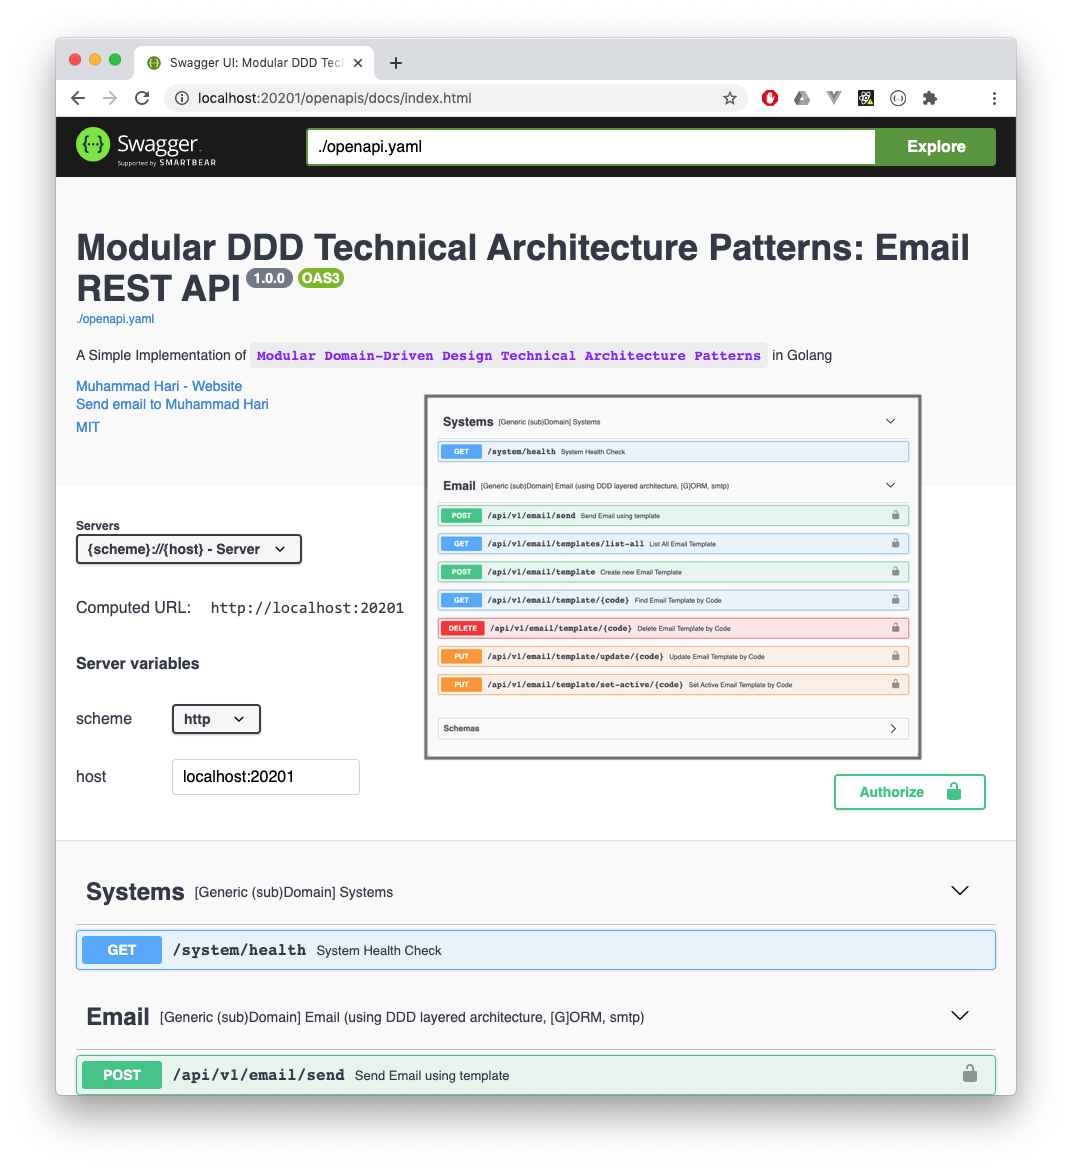 Swagger UI: Modular DDD Tec
localhost:20201/openapis/docs/index.html
Swagger
Supported by SMARTBEAR
./openapi.yaml
Explore
Modular DDD Technical Architecture Patterns: Email
REST API 1.0.0 OAS3
./openapi.yaml
A Simple Implementation of Modular Domain-Driven Design Technical Architecture Patterns in Golang
Muhammad Hari - Website
Send email to Muhammad Hari
MIT
Systems [Generic (sub)Domain] Systems
GET /system/health System Health Check
Email [Generic (sub)Domain] Email (using DDD layered architecture, [G]ORM, smtp)
POST /api/v1/email/send Send Email using template
GET /api/v1/email/templates/list-all List All Email Template
POST /api/v1/email/template Create new Email Template
GET /api/v1/email/template/{code} Find Email Template by Code
DELETE /api/v1/email/template/{code} Delete Email Template by Code
PUT /api/v1/email/template/update/{code} Update Email Template by Code
PUT /api/v1/email/template/set-active/{code} Set Active Email Template by Code
Schemas
Servers
{scheme}://{host} - Server
Computed URL: http://localhost:20201
Server variables
scheme http
host localhost:20201
Authorize
Systems [Generic (sub)Domain] Systems
GET /system/health System Health Check
Email [Generic (sub)Domain] Email (using DDD layered architecture, [G]ORM, smtp)
POST /api/v1/email/send Send Email using template